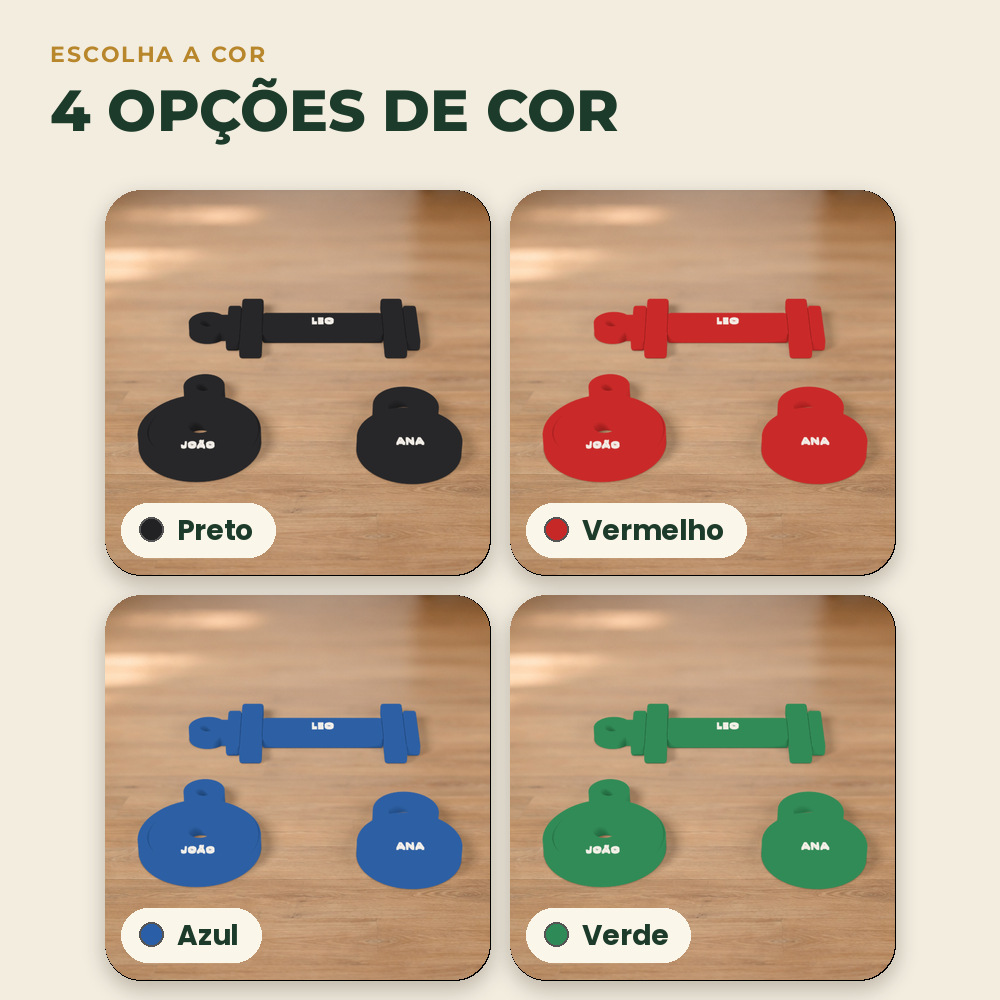 ESCOLHA A COR
4 OPÇÕES DE COR
LEO
JOÃO
ANA
Preto
LEO
JOÃO
ANA
Vermelho
LEO
JOÃO
ANA
Azul
LEO
JOÃO
ANA
Verde